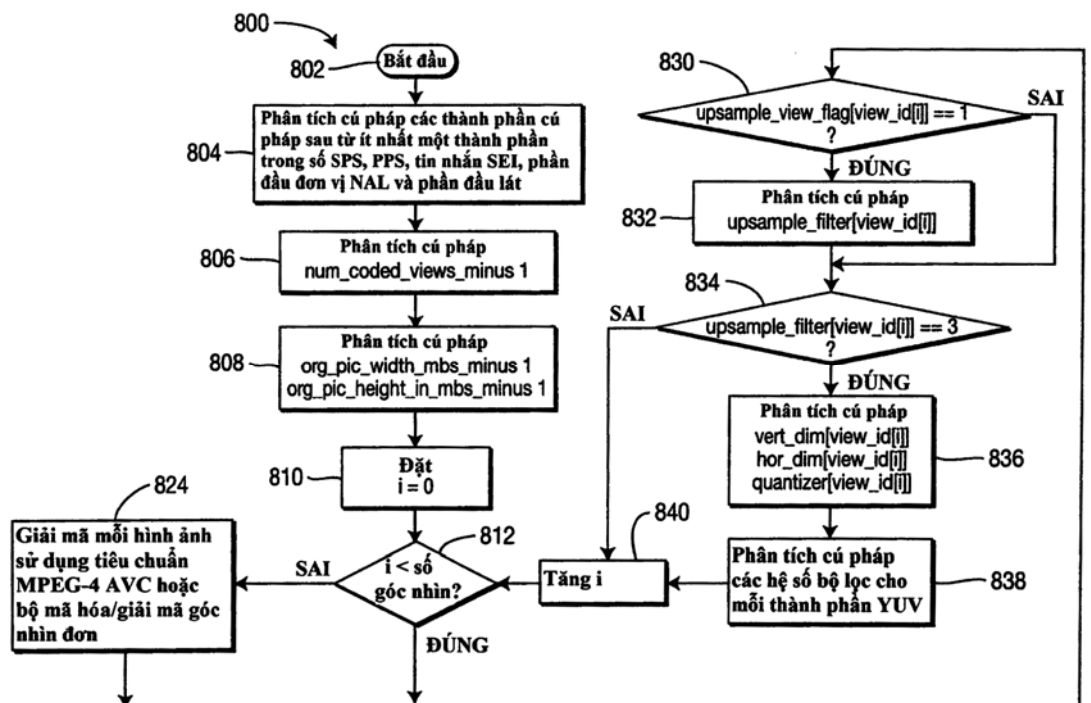 800
802
Bắt đầu
804
Phân tích cú pháp các thành phần cú
pháp sau từ ít nhất một thành phần
trong số SPS, PPS, tin nhắn SEI, phần
đầu đơn vị NAL và phần đầu lát
806
Phân tích cú pháp
num_coded_views_minus 1
808
Phân tích cú pháp
org_pic_width_mbs_minus 1
org_pic_height_in_mbs_minus 1
810
Đặt
i = 0
812
i < số
góc nhìn?
SAI
ĐÚNG
824
Giải mã mỗi hình ảnh
sử dụng tiêu chuẩn
MPEG-4 AVC hoặc
bộ mã hóa/giải mã góc
nhìn đơn
830
upsample_view_flag[view_id[i]] == 1
?
SAI
ĐÚNG
832
Phân tích cú pháp
upsample_filter[view_id[i]]
834
SAI
upsample_filter[view_id[i]] == 3
?
ĐÚNG
836
Phân tích cú pháp
vert_dim[view_id[i]]
hor_dim[view_id[i]]
quantizer[view_id[i]]
838
Phân tích cú pháp
các hệ số bộ lọc cho
mỗi thành phần YUV
840
Tăng i